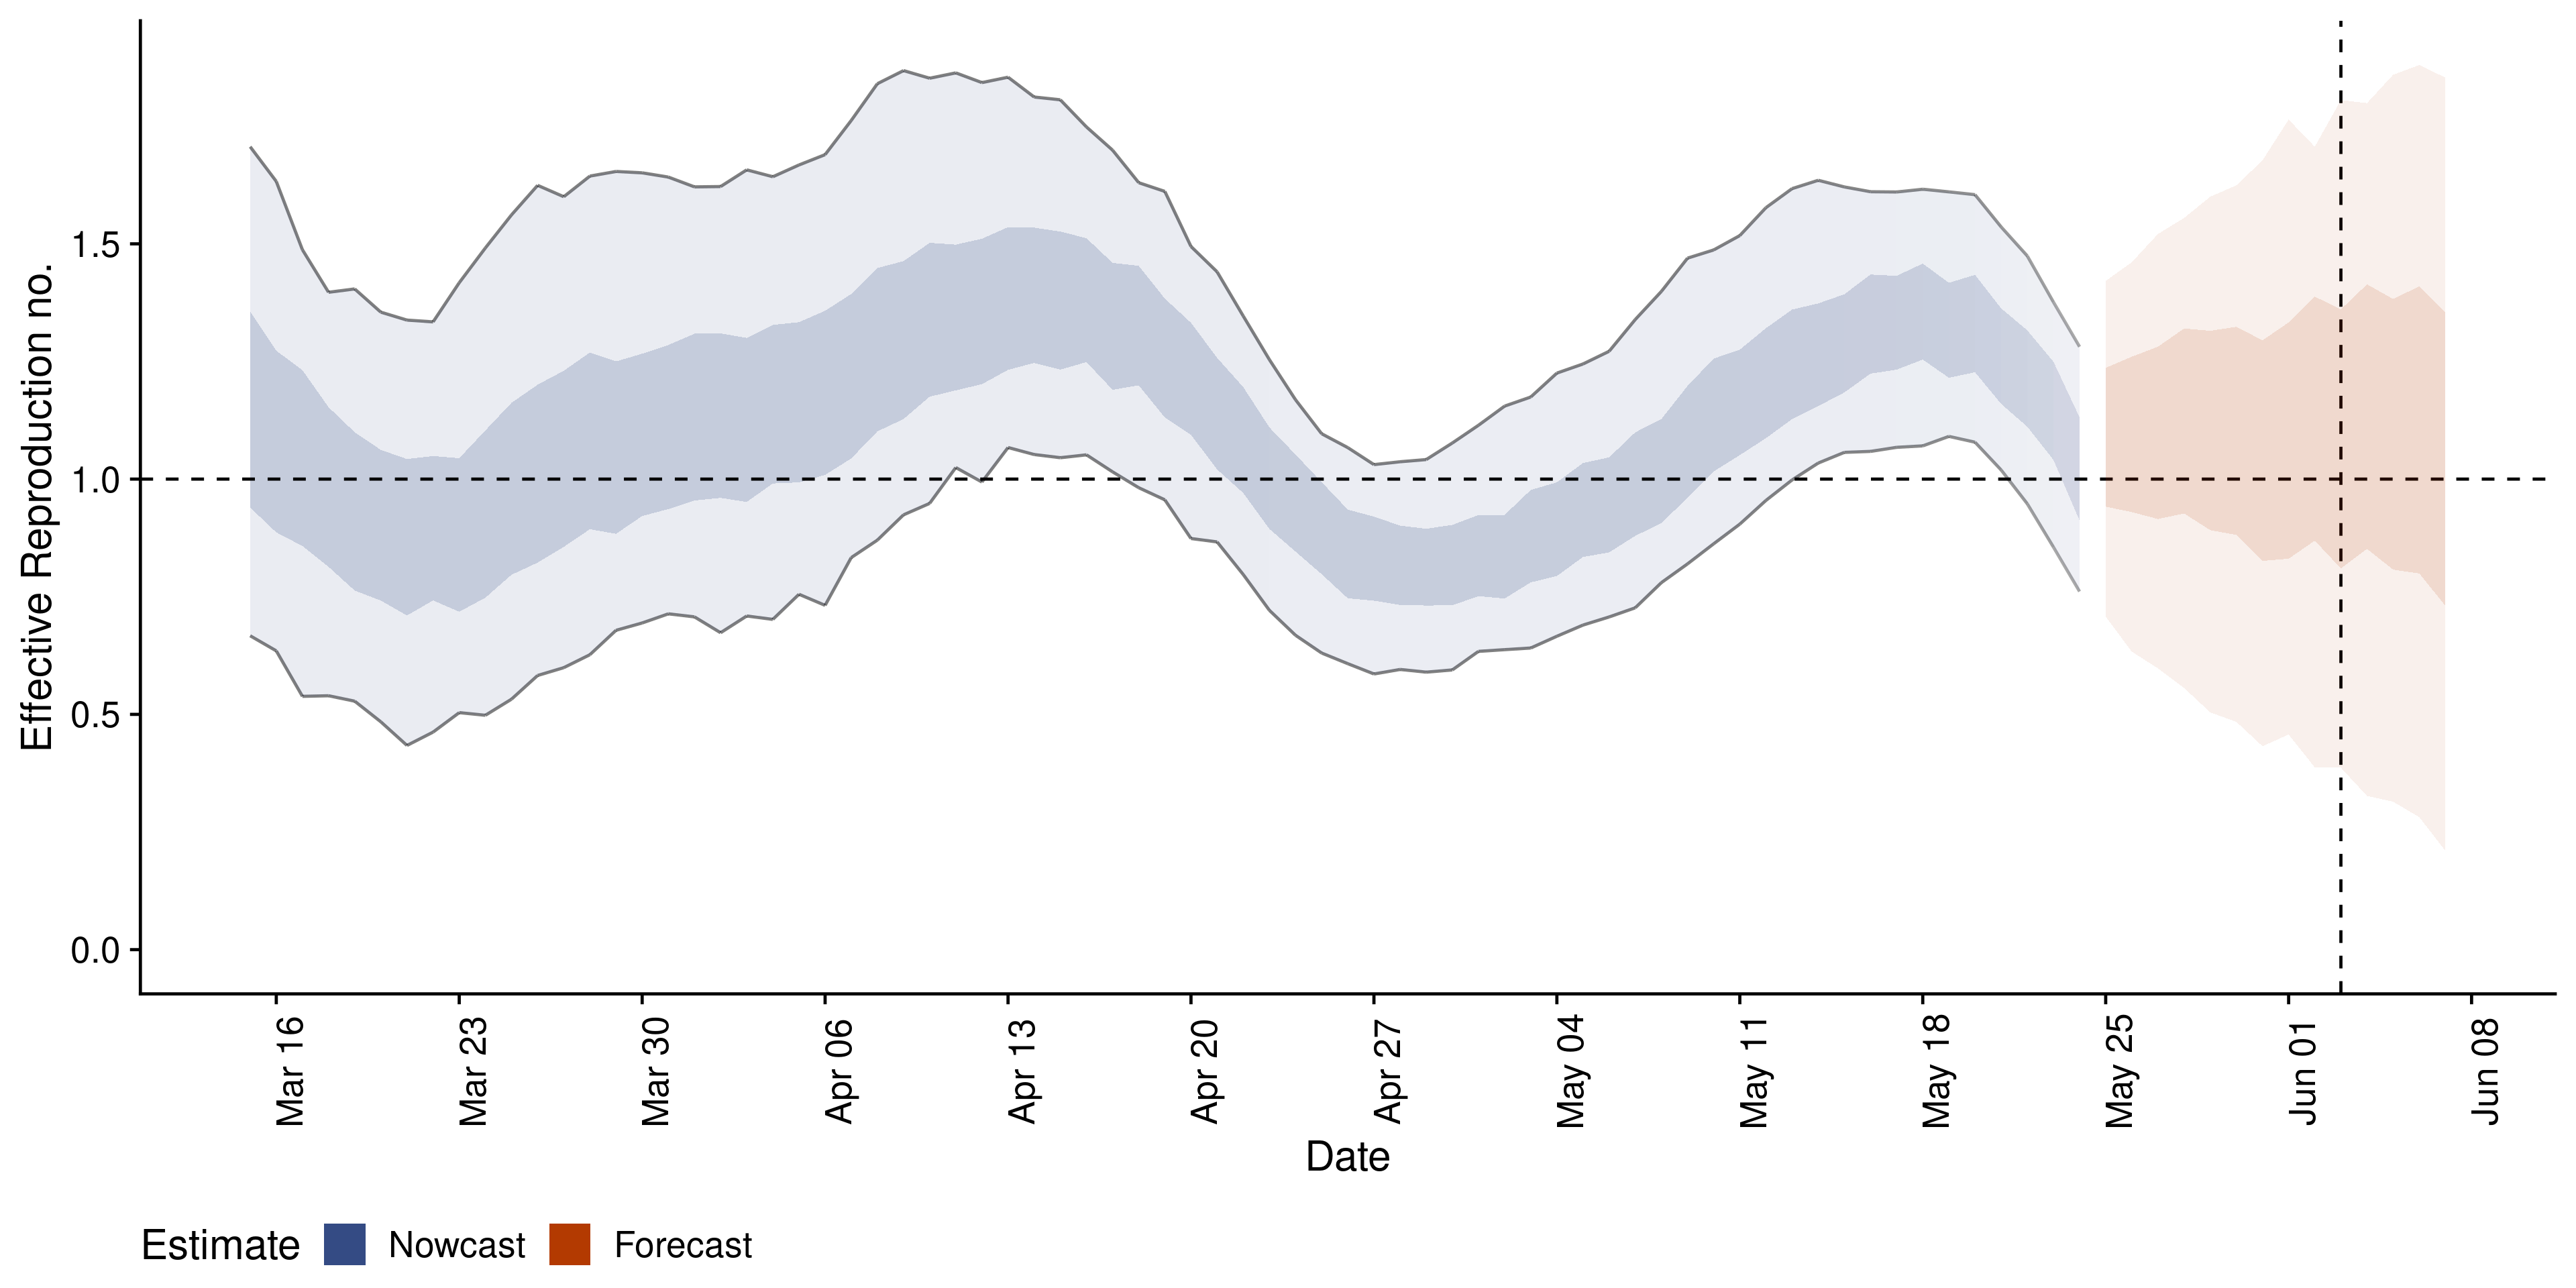 Effective Reproduction no.
1.5
1.0
0.5
0.0
Mar 16
Mar 23
Mar 30
Apr 06
Apr 13
Apr 20
Apr 27
May 04
May 11
May 18
May 25
Jun 01
Jun 08
Date
Estimate Nowcast Forecast